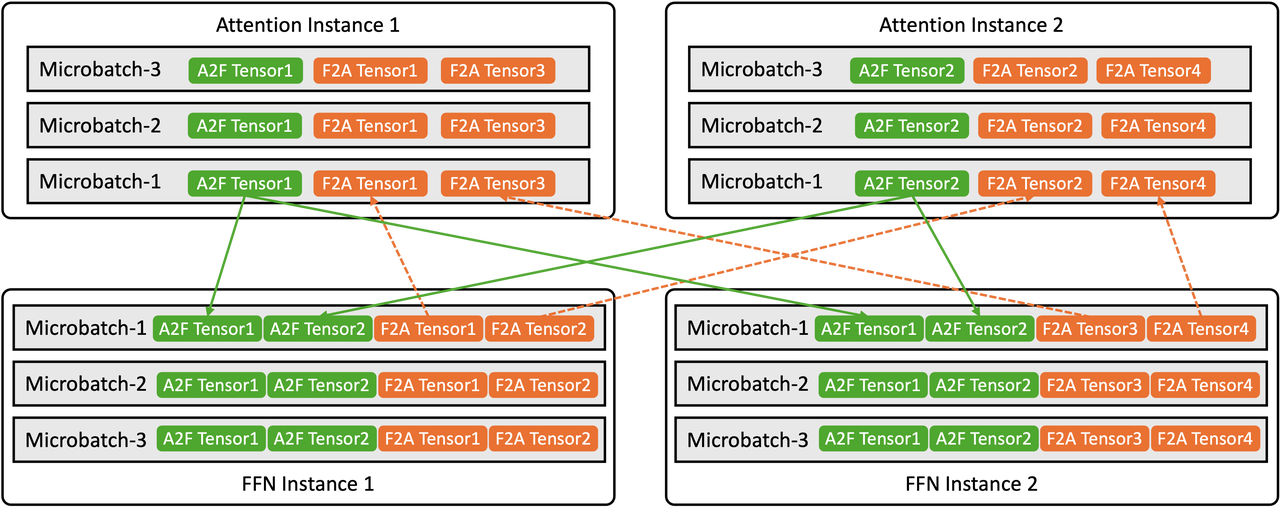 Attention Instance 1
Microbatch-3 A2F Tensor1 F2A Tensor1 F2A Tensor3
Microbatch-2 A2F Tensor1 F2A Tensor1 F2A Tensor3
Microbatch-1 A2F Tensor1 F2A Tensor1 F2A Tensor3
Attention Instance 2
Microbatch-3 A2F Tensor2 F2A Tensor2 F2A Tensor4
Microbatch-2 A2F Tensor2 F2A Tensor2 F2A Tensor4
Microbatch-1 A2F Tensor2 F2A Tensor2 F2A Tensor4
Microbatch-1 A2F Tensor1 A2F Tensor2 F2A Tensor1 F2A Tensor2
Microbatch-2 A2F Tensor1 A2F Tensor2 F2A Tensor1 F2A Tensor2
Microbatch-3 A2F Tensor1 A2F Tensor2 F2A Tensor1 F2A Tensor2
FFN Instance 1
Microbatch-1 A2F Tensor1 A2F Tensor2 F2A Tensor3 F2A Tensor4
Microbatch-2 A2F Tensor1 A2F Tensor2 F2A Tensor3 F2A Tensor4
Microbatch-3 A2F Tensor1 A2F Tensor2 F2A Tensor3 F2A Tensor4
FFN Instance 2